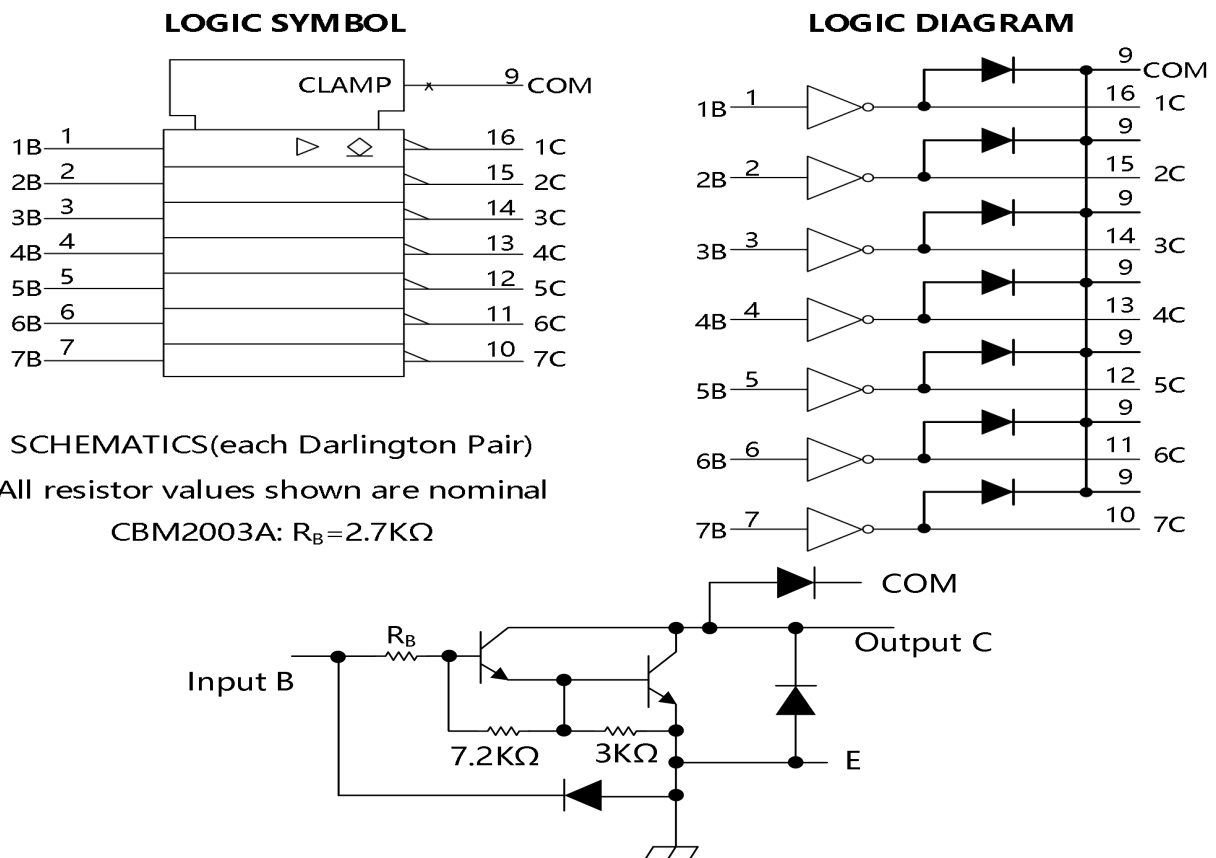 LOGIC SYMBOL
CLAMP
9 COM
1B 1
16 1C
2B 2
15 2C
3B 3
14 3C
4B 4
13 4C
5B 5
12 5C
6B 6
11 6C
7B 7
10 7C
LOGIC DIAGRAM
9 COM
1B 1
16 1C
9
2B 2
15 2C
9
3B 3
14 3C
9
4B 4
13 4C
9
5B 5
12 5C
9
6B 6
11 6C
9
7B 7
10 7C
SCHEMATICS(each Darlington Pair)
All resistor values shown are nominal
CBM2003A: RB=2.7KΩ
COM
RB
Output C
Input B
7.2KΩ
3KΩ
E